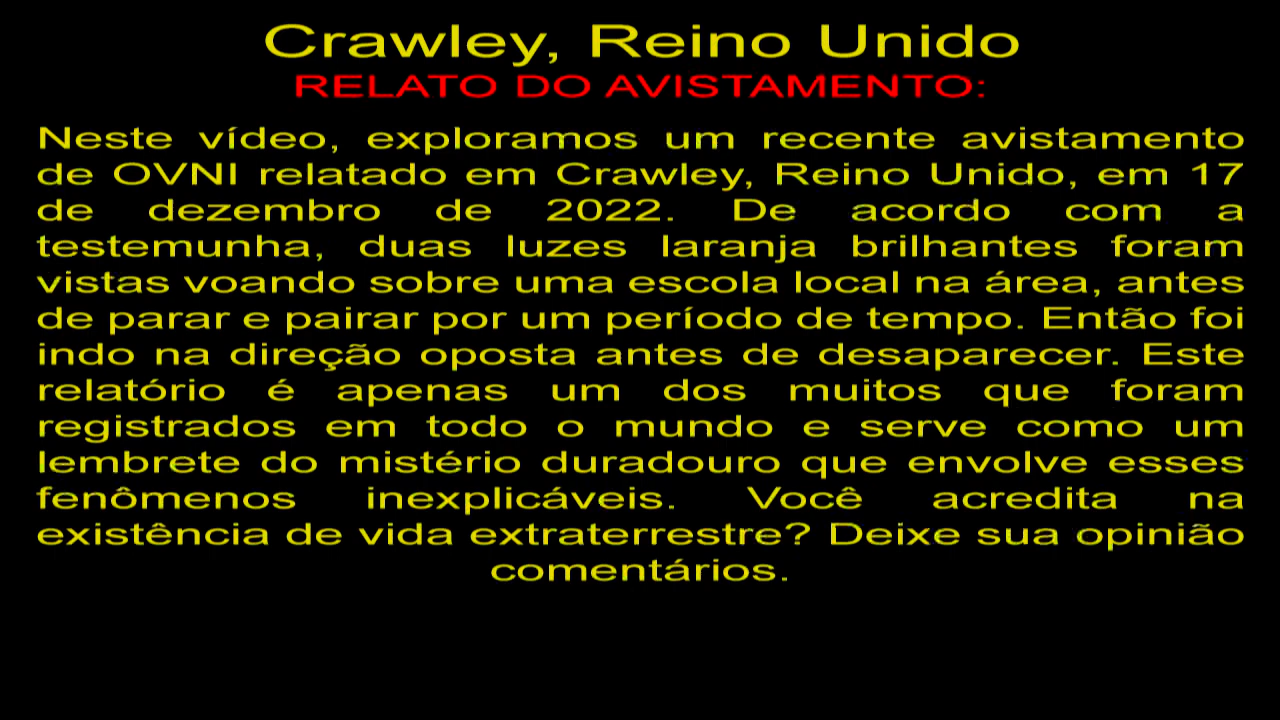 Crawley, Reino Unido
RELATO DO AVISTAMENTO:
Neste vídeo, exploramos um recente avistamento
de OVNI relatado em Crawley, Reino Unido, em 17
de dezembro de 2022. De acordo com a
testemunha, duas luzes laranja brilhantes foram
vistas voando sobre uma escola local na área, antes
de parar e pairar por um período de tempo. Então foi
indo na direção oposta antes de desaparecer. Este
relatório é apenas um dos muitos que foram
registrados em todo o mundo e serve como um
lembrete do mistério duradouro que envolve esses
fenômenos inexplicáveis. Você acredita na
existência de vida extraterrestre? Deixe sua opinião
comentários.